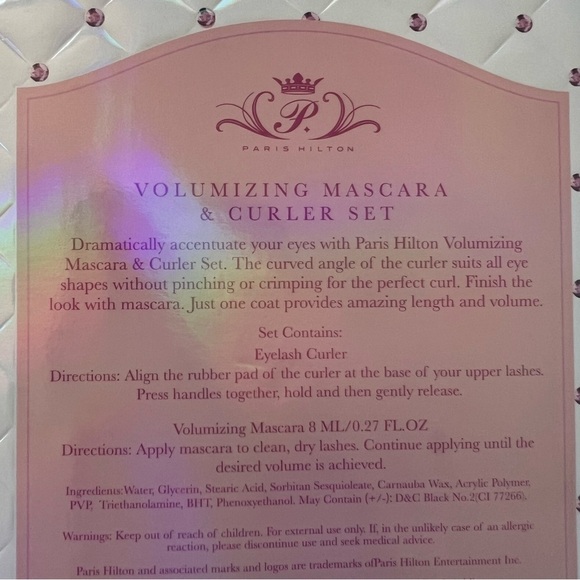 P
PARIS HILTON
VOLUMIZING MASCARA
& CURLER SET
Dramatically accentuate your eyes with Paris Hilton Volumizing
Mascara & Curler Set. The curved angle of the curler suits all eye
shapes without pinching or crimping for the perfect curl. Finish the
look with mascara. Just one coat provides amazing length and volume.
Set Contains:
Eyelash Curler
Directions: Align the rubber pad of the curler at the base of your upper lashes.
Press handles together, hold and then gently release.
Volumizing Mascara 8 ML/0.27 FL.OZ
Directions: Apply mascara to clean, dry lashes. Continue applying until the
desired volume is achieved.
Ingredients:Water, Glycerin, Stearic Acid, Sorbitan Sesquioleate, Carnauba Wax, Acrylic Polymer,
PVP, Triethanolamine, BHT, Phenoxyethanol. May Contain (+/-): D&C Black No.2(CI 77266).
Warnings: Keep out of reach of children. For external use only. If, in the unlikely case of an allergic
reaction, please discontinue use and seek medical advice.
Paris Hilton and associated marks and logos are trademarks ofParis Hilton Entertainment Inc.